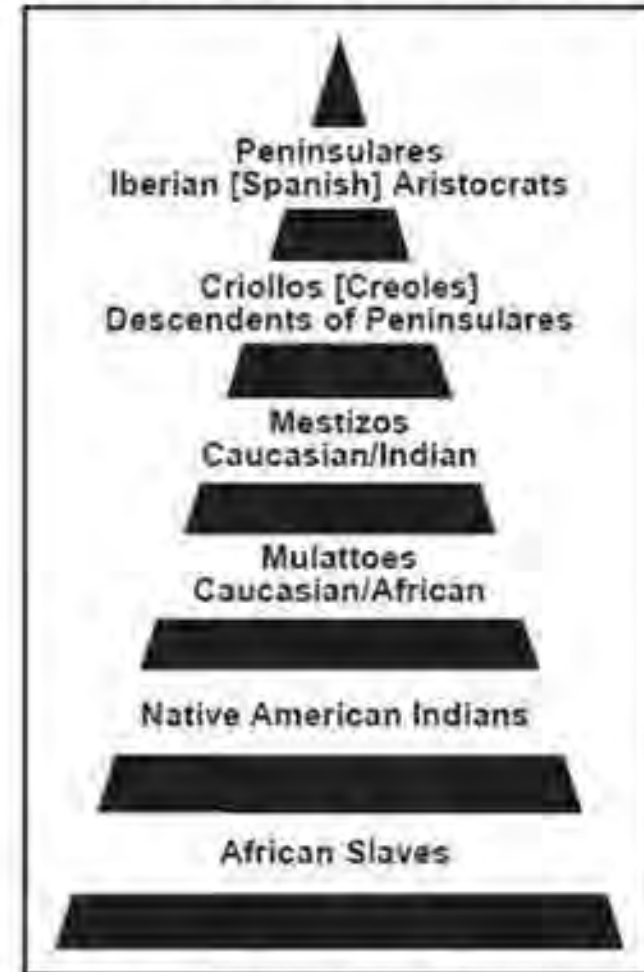 Peninsulares
Iberian [Spanish] Aristocrats
Criollos [Creoles]
Descendents of Peninsulares
Mestizos
Caucasian/Indian
Mulattoes
Caucasian/African
Native American Indians
African Slaves